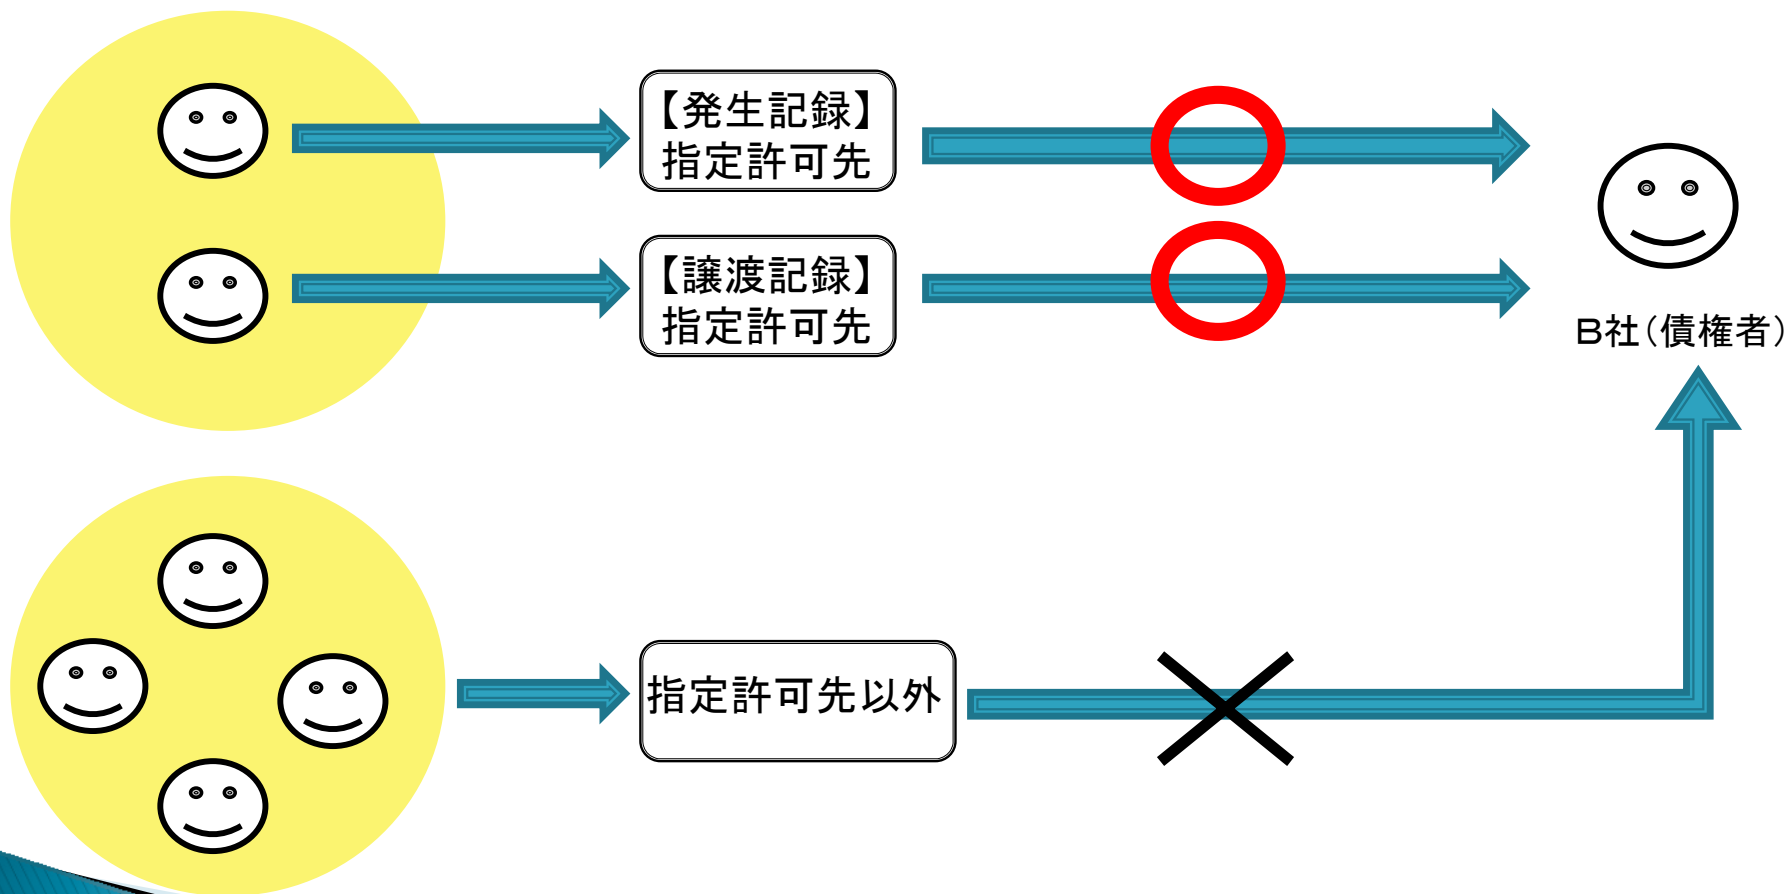 【発生記録】
指定許可先
【譲渡記録】
指定許可先
B社(債権者)
指定許可先以外